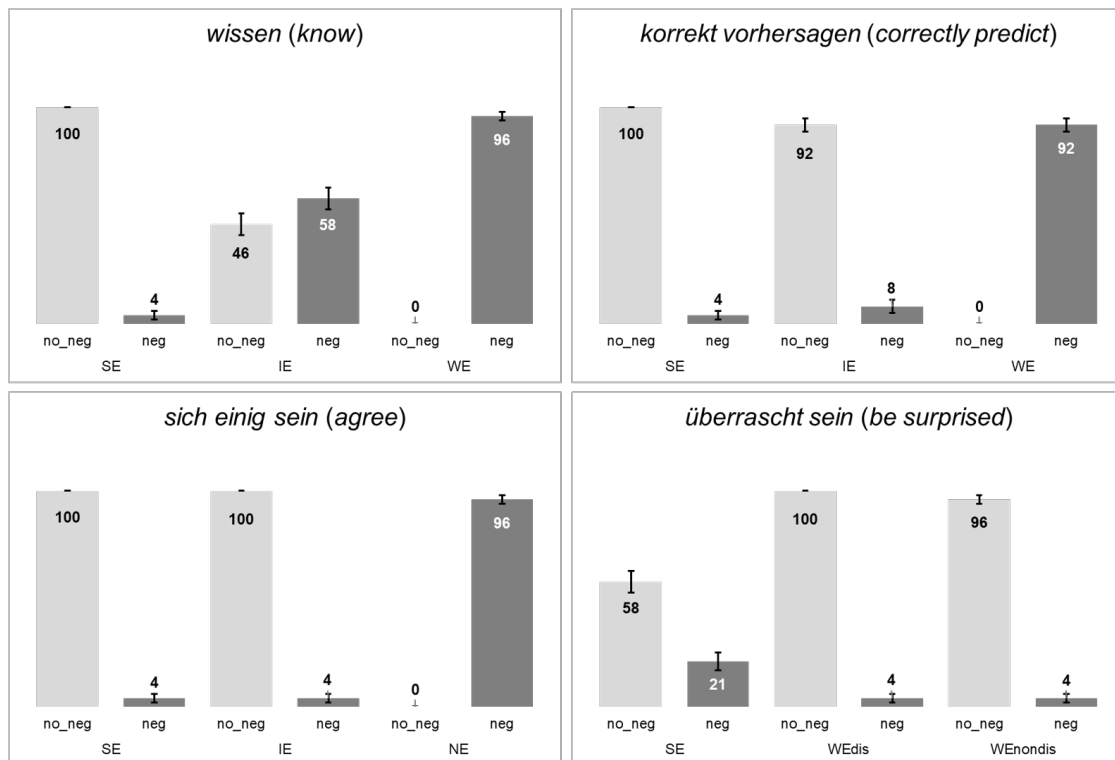 wissen (know)
100
4
46
58
0
96
no_neg neg no_neg neg no_neg neg
SE IE WE
korrekt vorhersagen (correctly predict)
100
4
92
8
0
92
no_neg neg no_neg neg no_neg neg
SE IE WE
sich einig sein (agree)
100
4
100
4
0
96
no_neg neg no_neg neg no_neg neg
SE IE NE
überrascht sein (be surprised)
58
21
100
4
96
4
no_neg neg no_neg neg no_neg neg
SE WEdis WEnondis